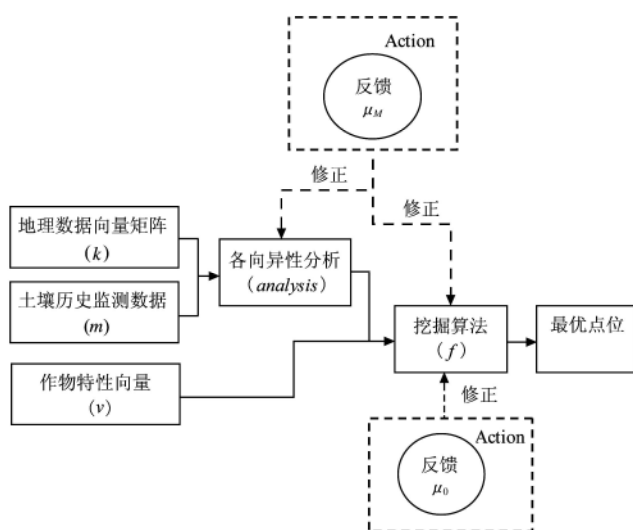 Action
反馈
μM
修正
修正
地理数据向量矩阵
(k)
各向异性分析
(analysis)
土壤历史监测数据
(m)
挖掘算法
(f)
最优点位
作物特性向量
(v)
修正
Action
反馈
μ0